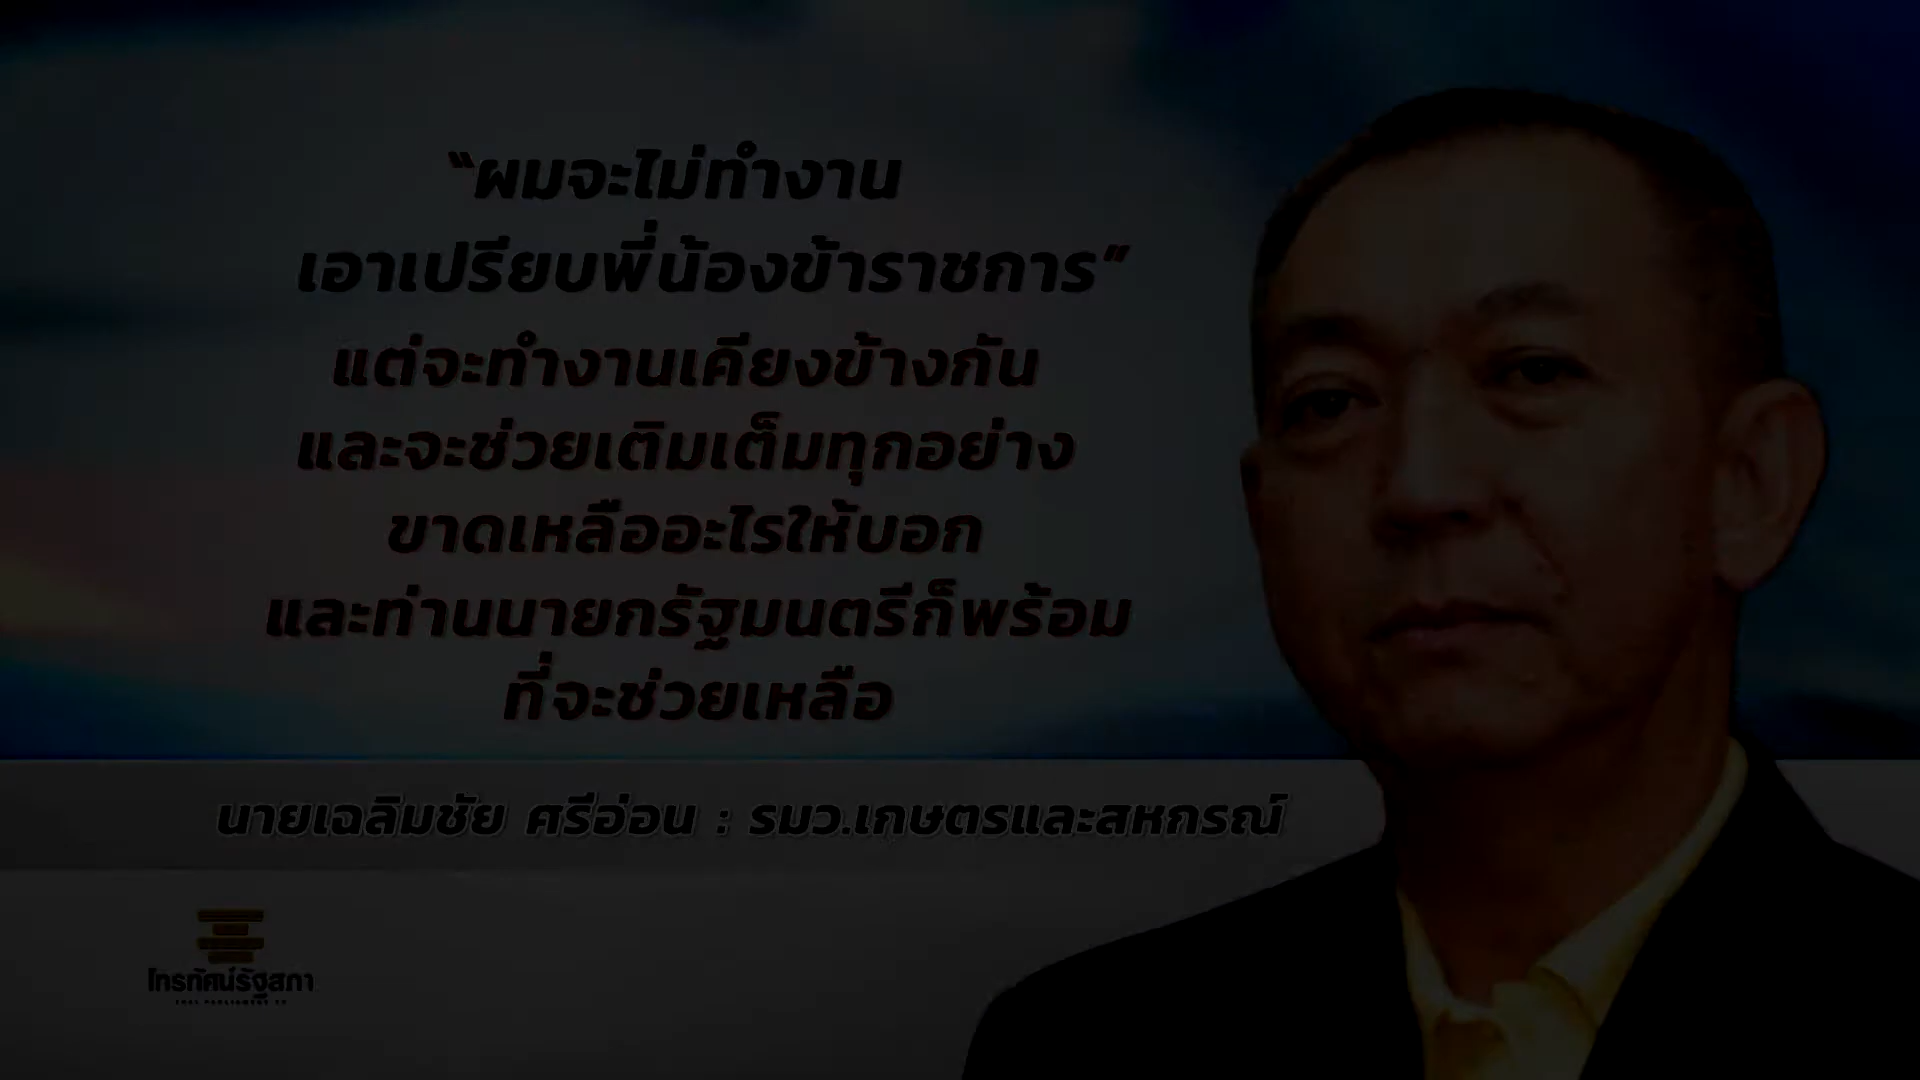 “ผมจะไม่ทำงาน
เอาเปรียบพี่น้องข้าราชการ”
แต่จะทำงานเคียงข้างกัน
และจะช่วยเติมเต็มทุกอย่าง
ขาดเหลืออะไรให้บอก
และท่านนายกรัฐมนตรีก็พร้อม
ที่จะช่วยเหลือ
นายเฉลิมชัย ศรีอ่อน : รมว.เกษตรและสหกรณ์
โทรทัศน์รัฐสภา
THAI PARLIAMENT TV